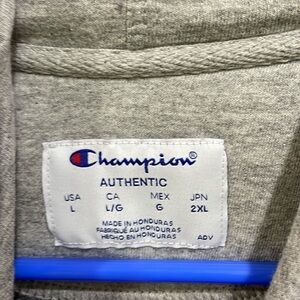 Champion®
AUTHENTIC
USA CA MEX JPN
L L/G G 2XL
MADE IN HONDURAS
FABRIQUÉ AU HONDURAS
HECHO EN HONDURAS
ADV